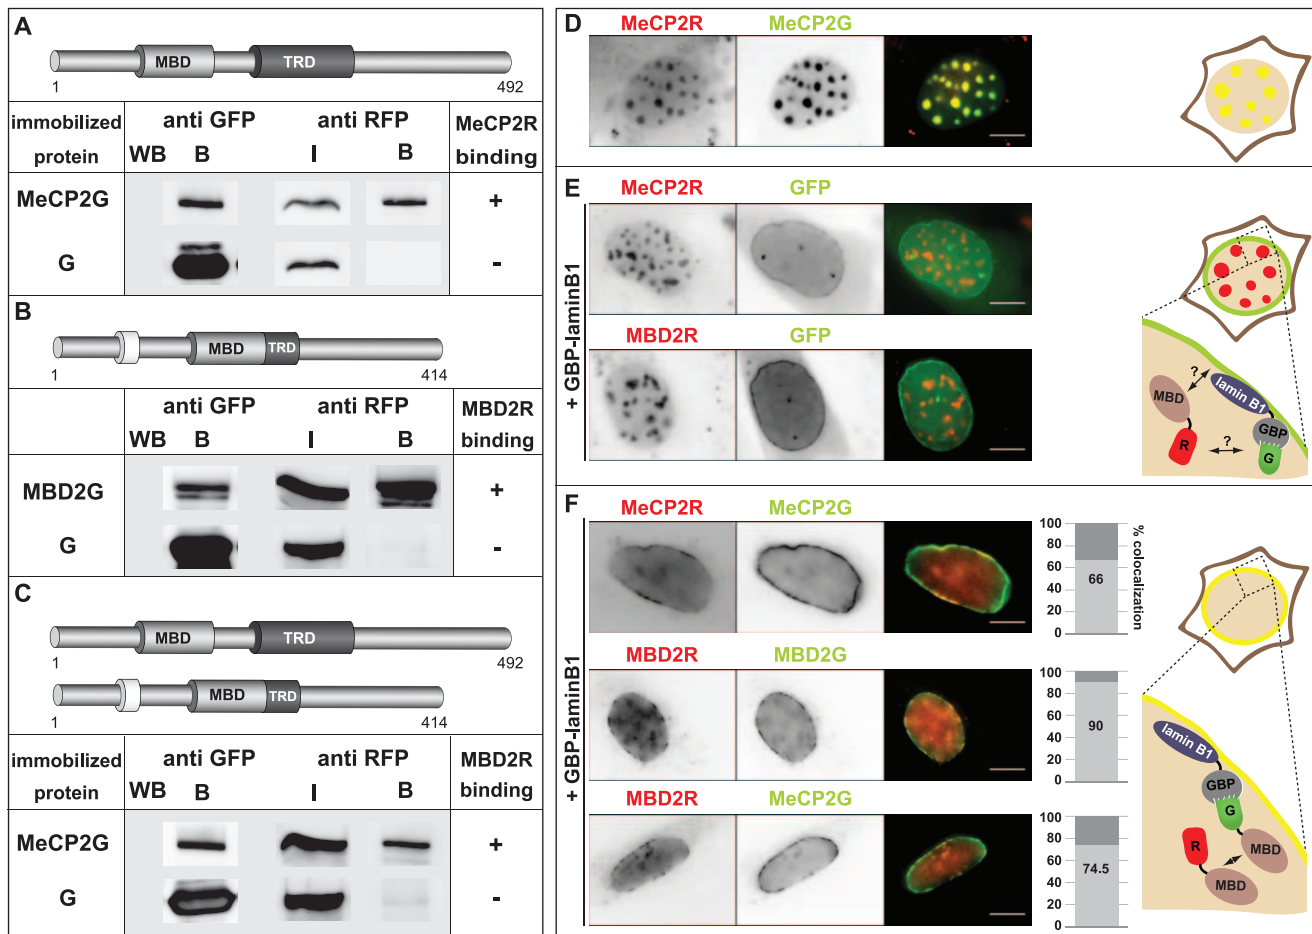 A
MBD TRD
1 492
immobilized protein
anti GFP anti RFP
WB B I B
MeCP2R binding
MeCP2G +
G -
B
MBD TRD
1 414
anti GFP anti RFP
WB B I B
MBD2R binding
MBD2G +
G -
C
MBD TRD
1 492
MBD TRD
1 414
immobilized protein
anti GFP anti RFP
WB B I B
MBD2R binding
MeCP2G +
G -
D
MeCP2R MeCP2G
E
+ GBP-laminB1
MeCP2R GFP
MBD2R GFP
? lamin B1
MBD
GBP
R ? G
F
+ GBP-laminB1
MeCP2R MeCP2G
100
80
60
40
20
0
66
% colocalization
MBD2R MBD2G
100
80
60
40
20
0
90
MBD2R MeCP2G
100
80
60
40
20
0
74.5
lamin B1
GBP
G
R
MBD
MBD